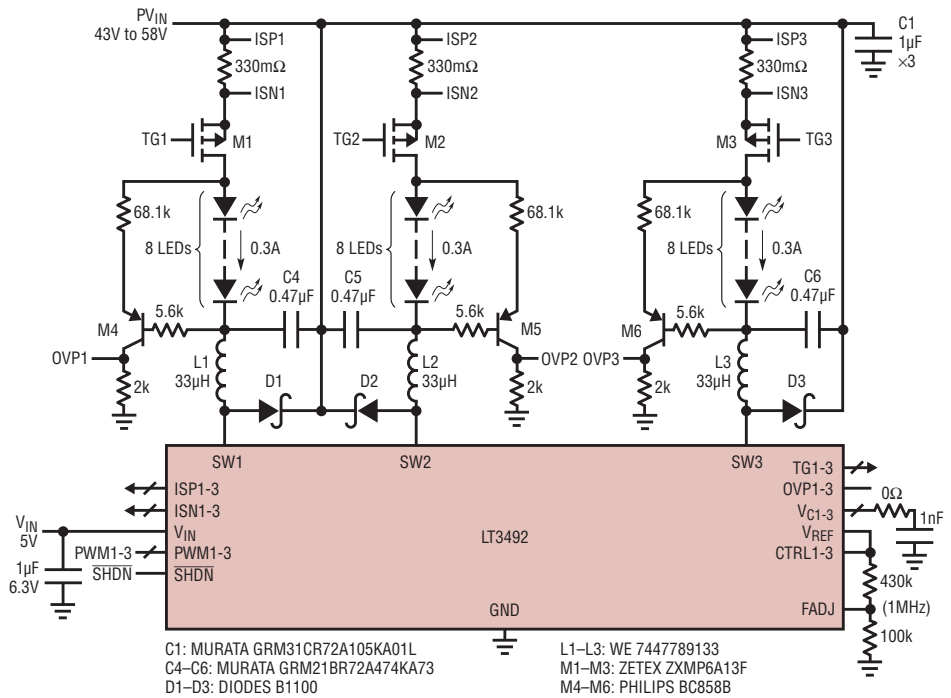 PVIN
43V to 58V
C1
1µF
×3
ISP1
330mΩ
ISN1
TG1
M1
68.1k
8 LEDs
0.3A
C4
0.47µF
M4
5.6k
OVP1
2k
L1
33µH
D1
ISP2
330mΩ
ISN2
TG2
M2
68.1k
8 LEDs
0.3A
C5
0.47µF
5.6k
M5
OVP2
2k
L2
33µH
D2
ISP3
330mΩ
ISN3
M3
TG3
68.1k
8 LEDs
0.3A
C6
0.47µF
M6
5.6k
OVP3
2k
L3
33µH
D3
SW1
SW2
SW3
ISP1-3
ISN1-3
VIN
5V
VIN
PWM1-3
PWM1-3
SHDN
SHDN
1µF
6.3V
LT3492
GND
TG1-3
OVP1-3
VC1-3
0Ω
1nF
VREF
CTRL1-3
430k
FADJ
(1MHz)
100k
C1: MURATA GRM31CR72A105KA01L
C4–C6: MURATA GRM21BR72A474KA73
D1–D3: DIODES B1100
L1–L3: WE 7447789133
M1–M3: ZETEX ZXMP6A13F
M4–M6: PHILIPS BC858B